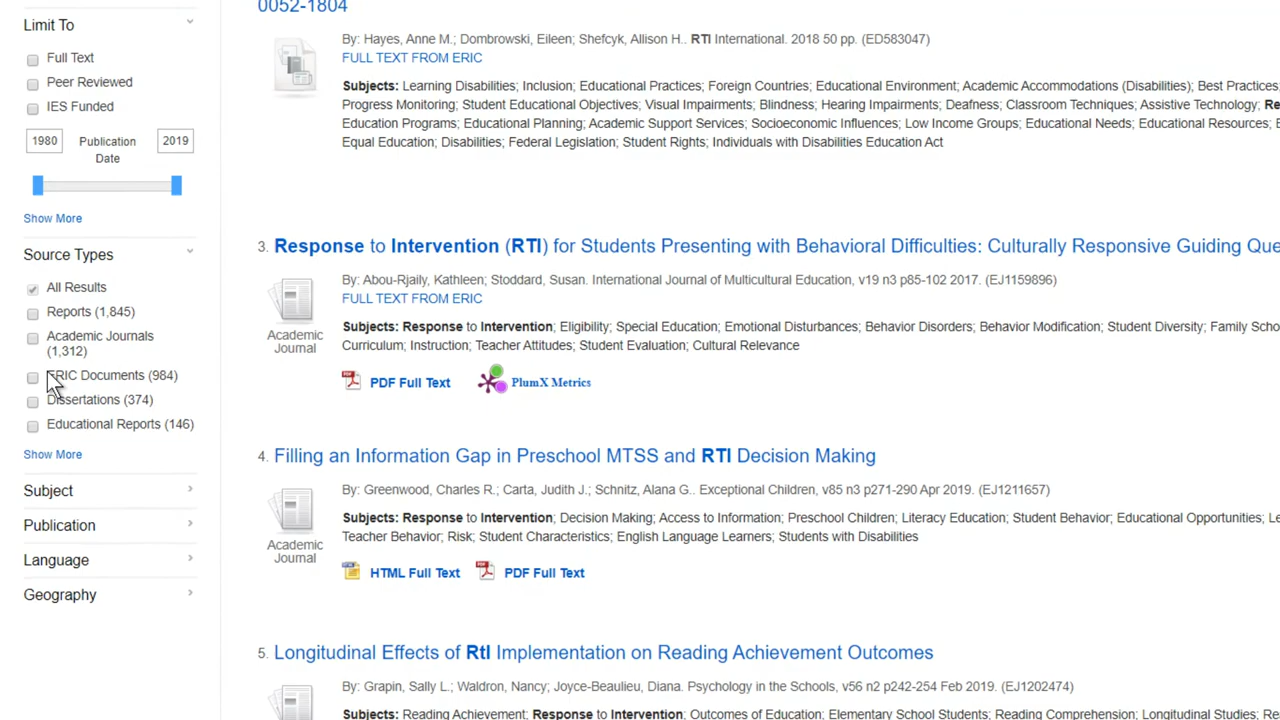 Limit To
Full Text
Peer Reviewed
IES Funded
1980 Publication Date 2019
Show More
Source Types
All Results
Reports (1,845)
Academic Journals
(1,312)
ERIC Documents (984)
Dissertations (374)
Educational Reports (146)
Show More
Subject
Publication
Language
Geography
0052-1804
By: Hayes, Anne M.; Dombrowski, Eileen; Shefcyk, Allison H.. RTI International. 2018 50 pp. (ED583047)
FULL TEXT FROM ERIC
Subjects: Learning Disabilities; Inclusion; Educational Practices; Foreign Countries; Educational Environment; Academic Accommodations (Disabilities); Best Practices;
Progress Monitoring; Student Educational Objectives; Visual Impairments; Blindness; Hearing Impairments; Deafness; Classroom Techniques; Assistive Technology; Re
Education Programs; Educational Planning; Academic Support Services; Socioeconomic Influences; Low Income Groups; Educational Needs; Educational Resources;
Equal Education; Disabilities; Federal Legislation; Student Rights; Individuals with Disabilities Education Act
3. Response to Intervention (RTI) for Students Presenting with Behavioral Difficulties: Culturally Responsive Guiding Que
By: Abou-Rjaily, Kathleen; Stoddard, Susan. International Journal of Multicultural Education, v19 n3 p85-102 2017. (EJ1159896)
FULL TEXT FROM ERIC
Academic
Journal
Subjects: Response to Intervention; Eligibility; Special Education; Emotional Disturbances; Behavior Disorders; Behavior Modification; Student Diversity; Family Scho
Curriculum; Instruction; Teacher Attitudes; Student Evaluation; Cultural Relevance
PDF Full Text PlumX Metrics
4. Filling an Information Gap in Preschool MTSS and RTI Decision Making
By: Greenwood, Charles R.; Carta, Judith J.; Schnitz, Alana G.. Exceptional Children, v85 n3 p271-290 Apr 2019. (EJ1211657)
Academic
Journal
Subjects: Response to Intervention; Decision Making; Access to Information; Preschool Children; Literacy Education; Student Behavior; Educational Opportunities; Le
Teacher Behavior; Risk; Student Characteristics; English Language Learners; Students with Disabilities
HTML Full Text PDF Full Text
5. Longitudinal Effects of RtI Implementation on Reading Achievement Outcomes
By: Grapin, Sally L.; Waldron, Nancy; Joyce-Beaulieu, Diana. Psychology in the Schools, v56 n2 p242-254 Feb 2019. (EJ1202474)
Subjects: Reading Achievement; Response to Intervention; Outcomes of Education; Elementary School Students; Reading Comprehension; Longitudinal Studies; Re